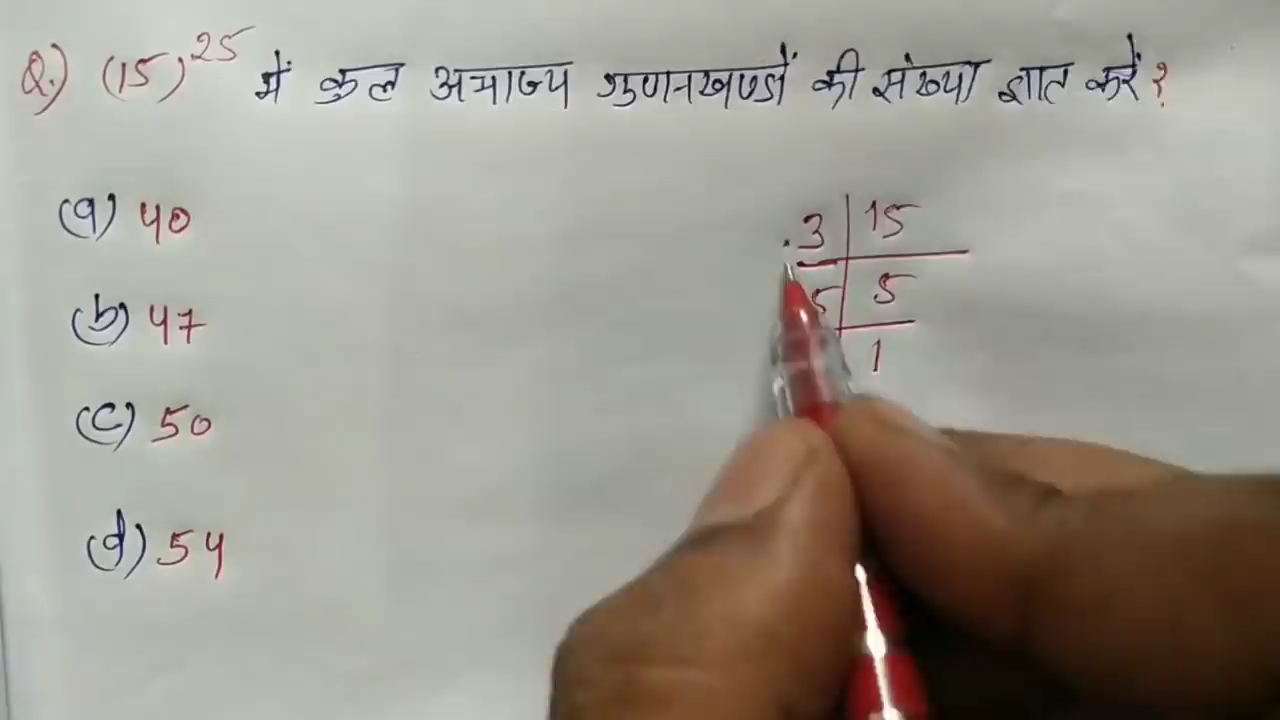 Q.) (15)^25 में कुल अभाज्य गुणनखण्डों की संख्या ज्ञात करें ?
(a) 40
(b) 47
(c) 50
(d) 54
3 | 15
5 | 5
1